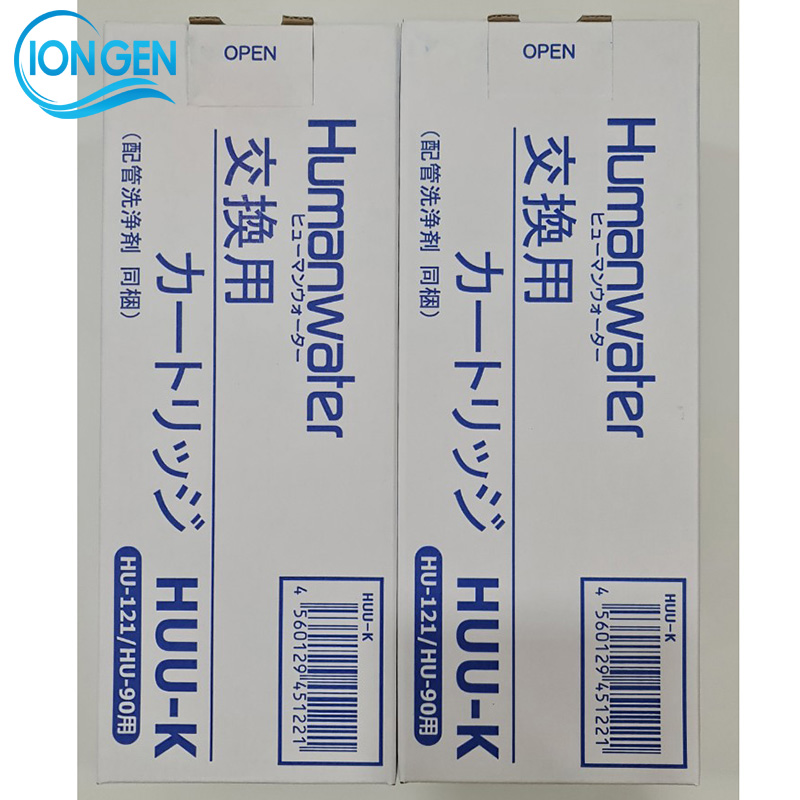 IONGEN
OPEN
Humanwater
ヒューマンウォーター
交換用
カートリッジ HUU-K
(配管洗浄剤 同梱)
HU-121/HU-90用
HUU-K
4 560129 451221
OPEN
Humanwater
ヒューマンウォーター
交換用
カートリッジ HUU-K
(配管洗浄剤 同梱)
HU-121/HU-90用
HUU-K
4 560129 451221